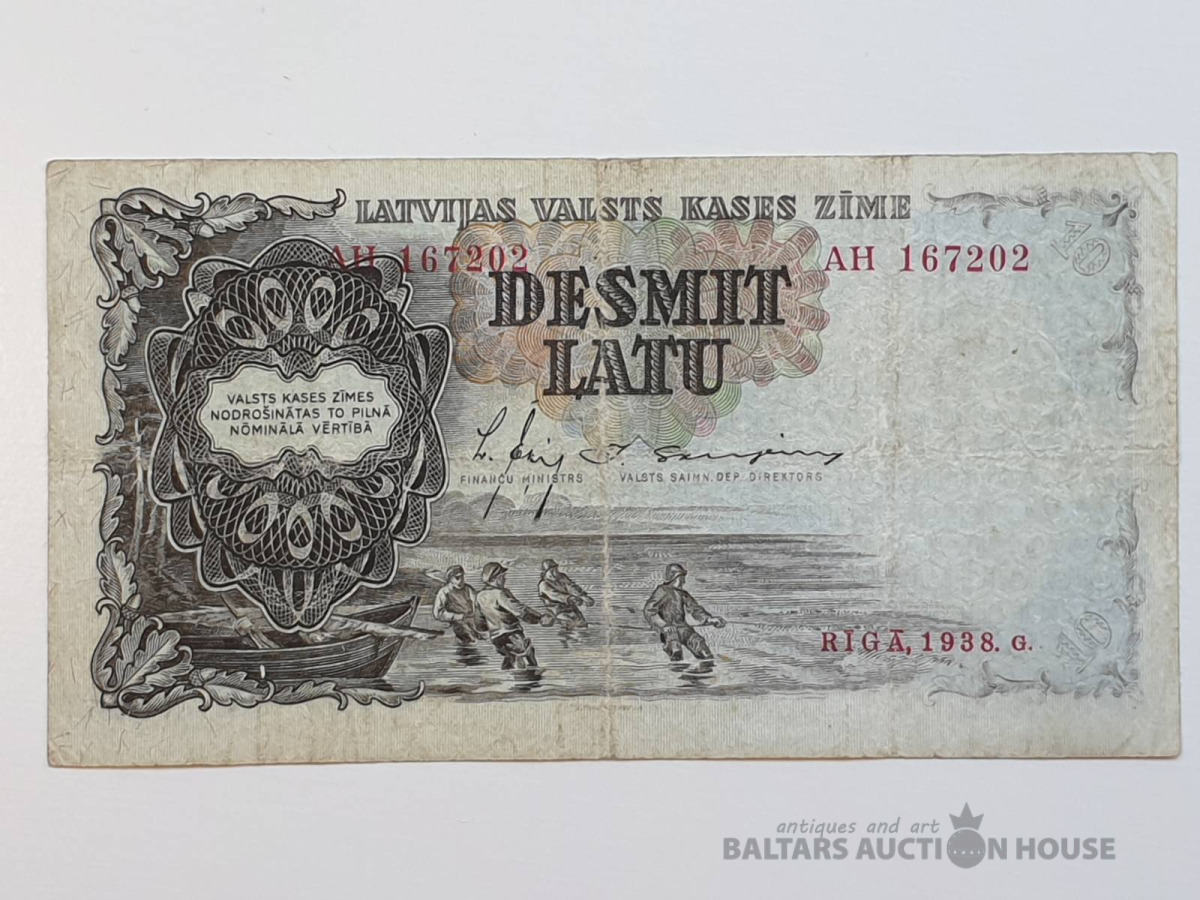 LATVIJAS VALSTS KASES ZĪME
AH 167202 AH 167202
DESMIT
LATU
VALSTS KASES ZĪMES
NODROŠINĀTAS TO PILNĀ
NŌMINĀLĀ VĒRTĪBĀ
FINANČU MINISTRS VALSTS SAIMN. DEP. DIREKTORS
RĪGĀ, 1938. G.
10
10
antiques and art
BALTARS AUCTION HOUSE